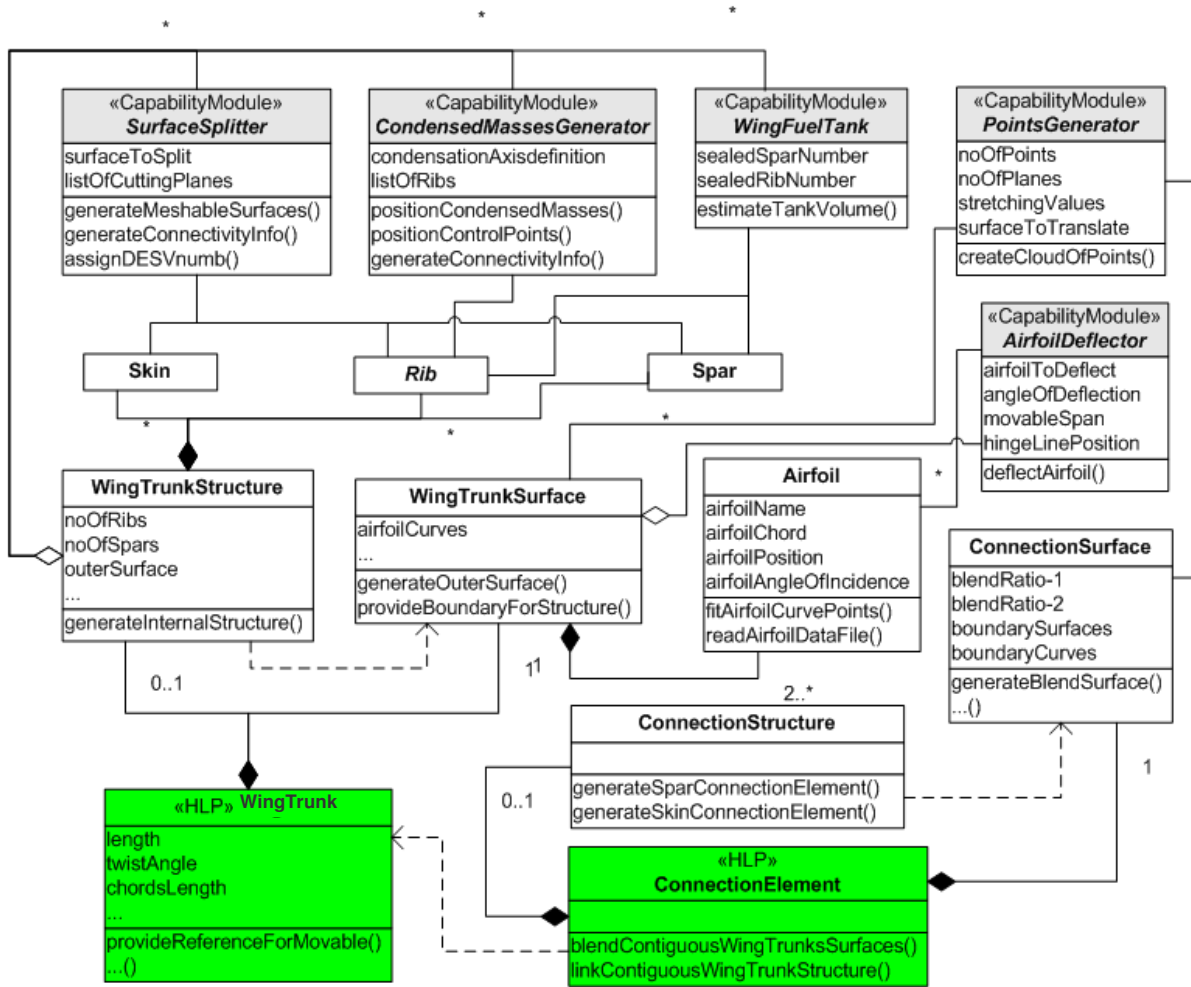 *
*
*
«CapabilityModule»
SurfaceSplitter
surfaceToSplit
listOfCuttingPlanes
generateMeshableSurfaces()
generateConnectivityInfo()
assignDESVnumb()
«CapabilityModule»
CondensedMassesGenerator
condensationAxisdefinition
listOfRibs
positionCondensedMasses()
positionControlPoints()
generateConnectivityInfo()
«CapabilityModule»
WingFuelTank
sealedSparNumber
sealedRibNumber
estimateTankVolume()
«CapabilityModule»
PointsGenerator
noOfPoints
noOfPlanes
stretchingValues
surfaceToTranslate
createCloudOfPoints()
«CapabilityModule»
AirfoilDeflector
airfoilToDeflect
angleOfDeflection
movableSpan
hingeLinePosition
deflectAirfoil()
Skin
Rib
Spar
*
*
*
*
WingTrunkStructure
noOfRibs
noOfSpars
outerSurface
...
generateInternalStructure()
WingTrunkSurface
airfoilCurves
...
generateOuterSurface()
provideBoundaryForStructure()
Airfoil
airfoilName
airfoilChord
airfoilPosition
airfoilAngleOfIncidence
fitAirfoilCurvePoints()
readAirfoilDataFile()
ConnectionSurface
blendRatio-1
blendRatio-2
boundarySurfaces
boundaryCurves
generateBlendSurface()
...()
0..1
1
1
2..*
ConnectionStructure
generateSparConnectionElement()
generateSkinConnectionElement()
0..1
1
«HLP» WingTrunk
length
twistAngle
chordsLength
...
provideReferenceForMovable()
...()
«HLP»
ConnectionElement
blendContiguousWingTrunksSurfaces()
linkContiguousWingTrunkStructure()